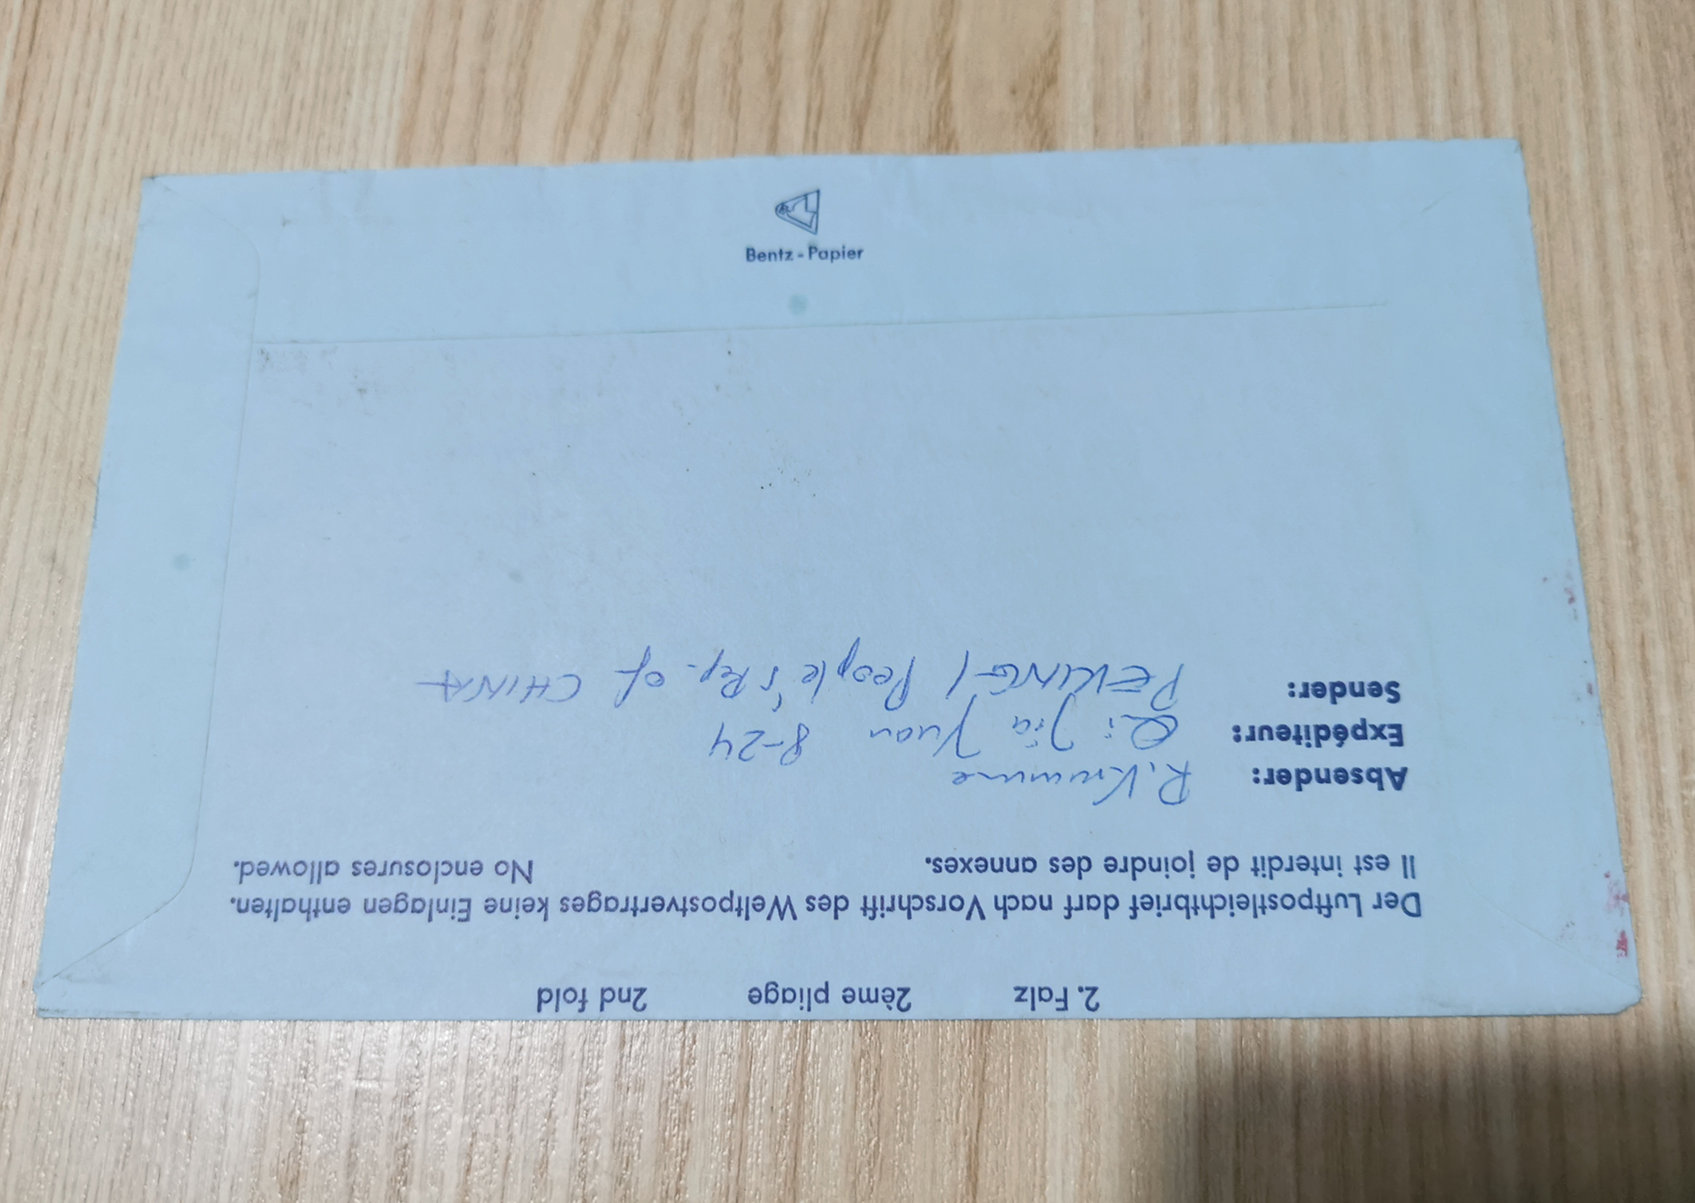 Bentz - Papier
2. Falz 2ème pliage 2nd fold
Der Luftpostleichtbrief darf nach Vorschrift des Weltpostvertrages keine Einlagen enthalten.
Il est interdit de joindre des annexes. No enclosures allowed.
Absender: R.
Expéditeur: Qi Jia Yuan 8-24
Sender: PEKING / People's Rep. of CHINA